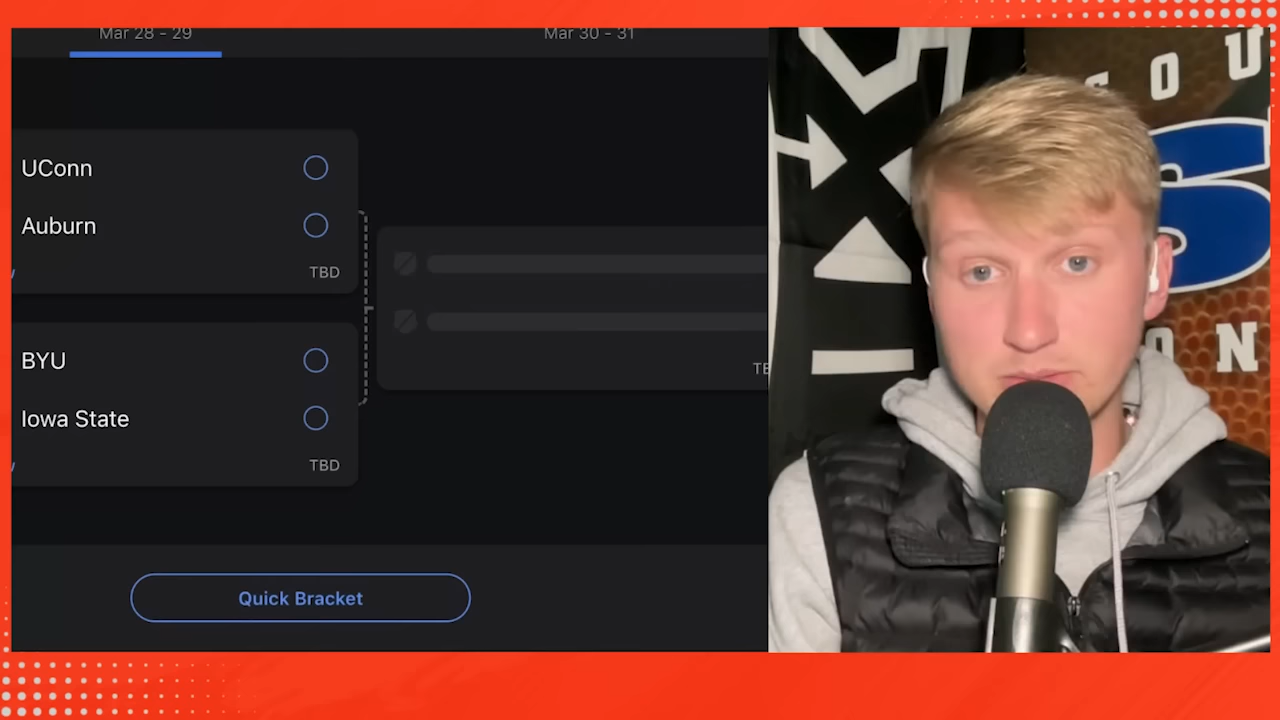 Mar 28 - 29
Mar 30 - 31
UConn
Auburn
TBD
BYU
Iowa State
TBD
Quick Bracket